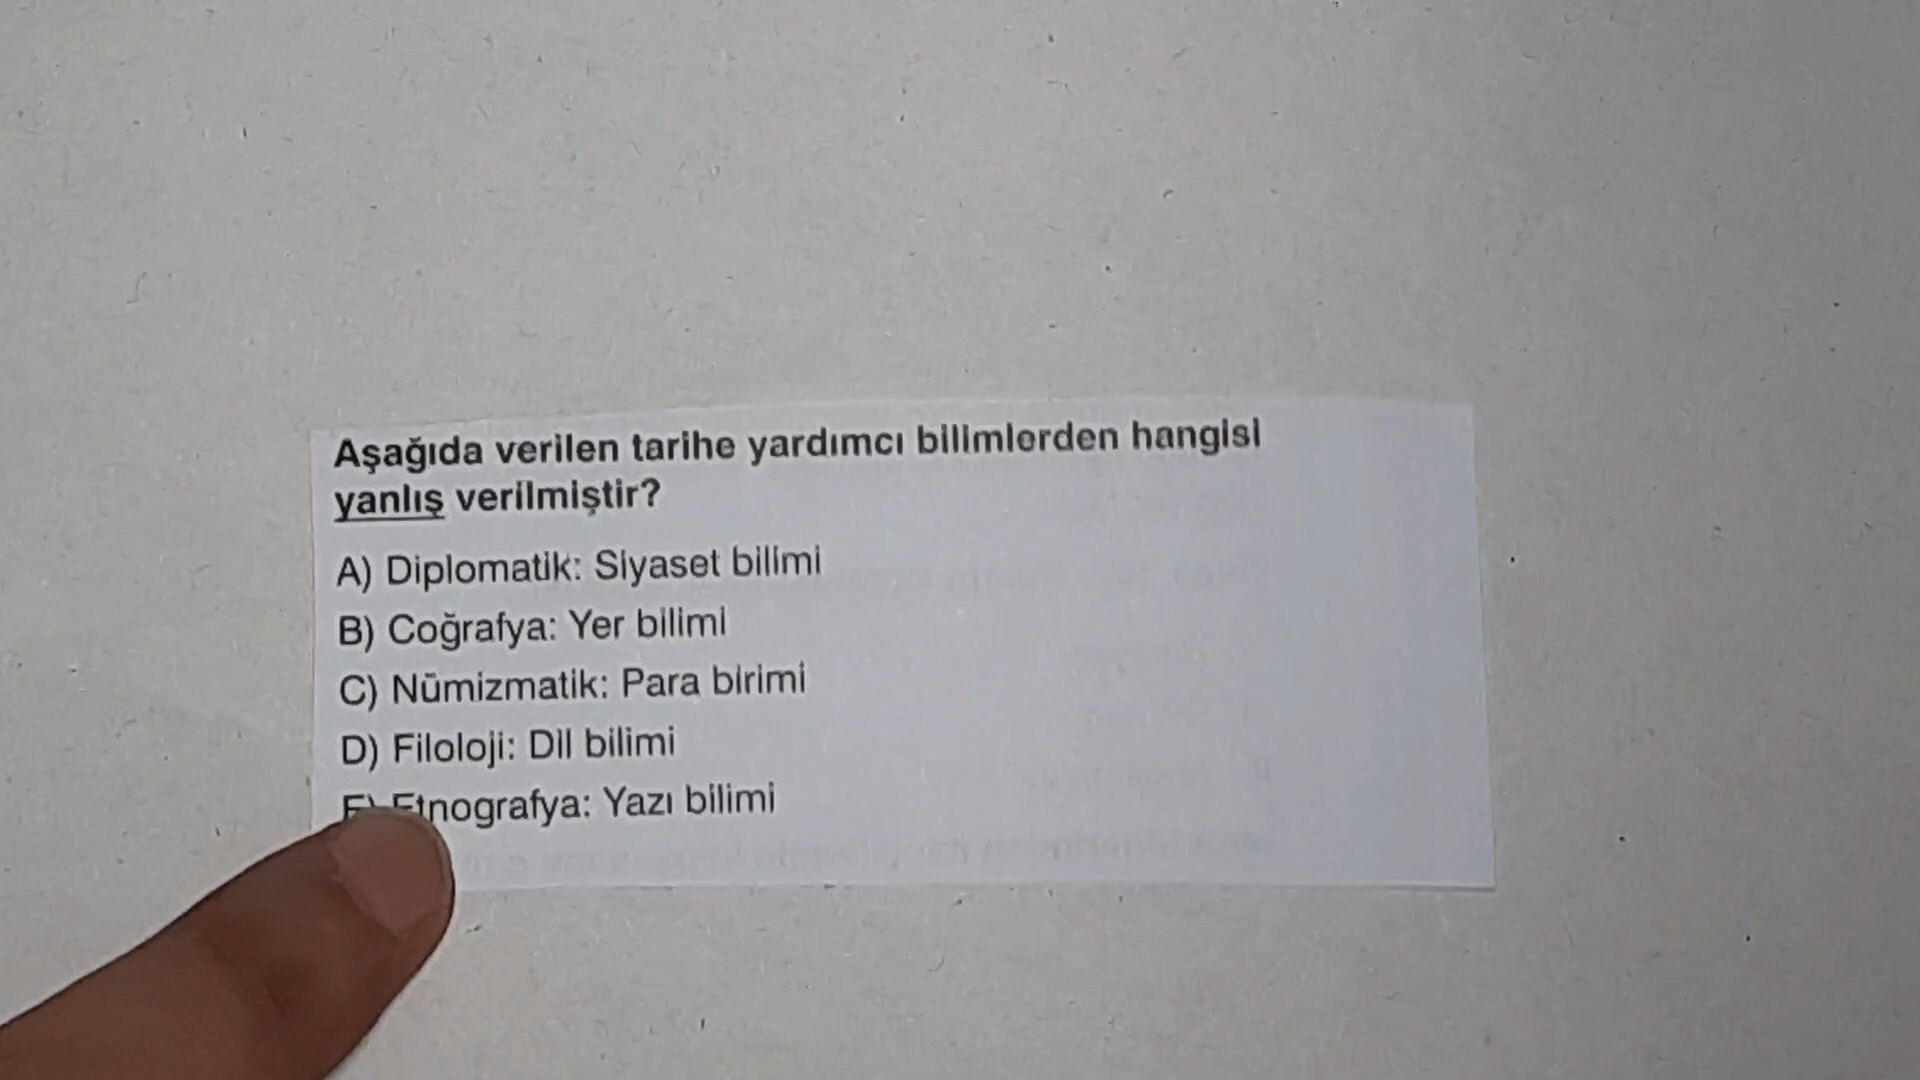 Aşağıda verilen tarihe yardımcı bilimlerden hangisi
yanlış verilmiştir?
A) Diplomatik: Siyaset bilimi
B) Coğrafya: Yer bilimi
C) Nümizmatik: Para birimi
D) Filoloji: Dil bilimi
E) Etnografya: Yazı bilimi